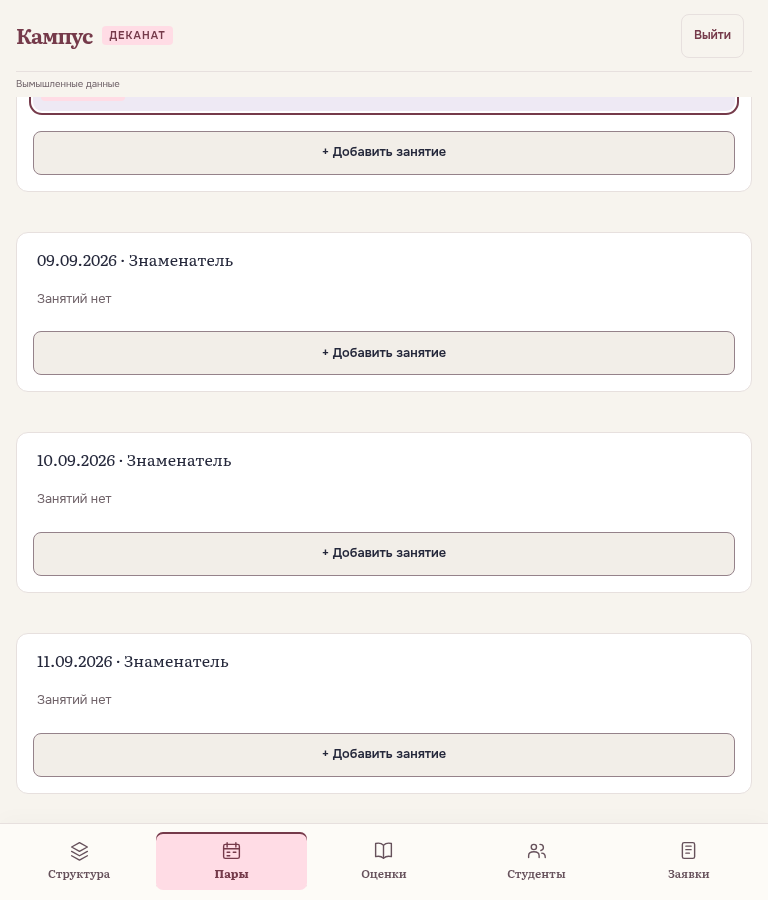 Кампус ДЕКАНАТ Выйти
Вымышленные данные
+ Добавить занятие
09.09.2026 · Знаменатель
Занятий нет
+ Добавить занятие
10.09.2026 · Знаменатель
Занятий нет
+ Добавить занятие
11.09.2026 · Знаменатель
Занятий нет
+ Добавить занятие
Структура Пары Оценки Студенты Заявки